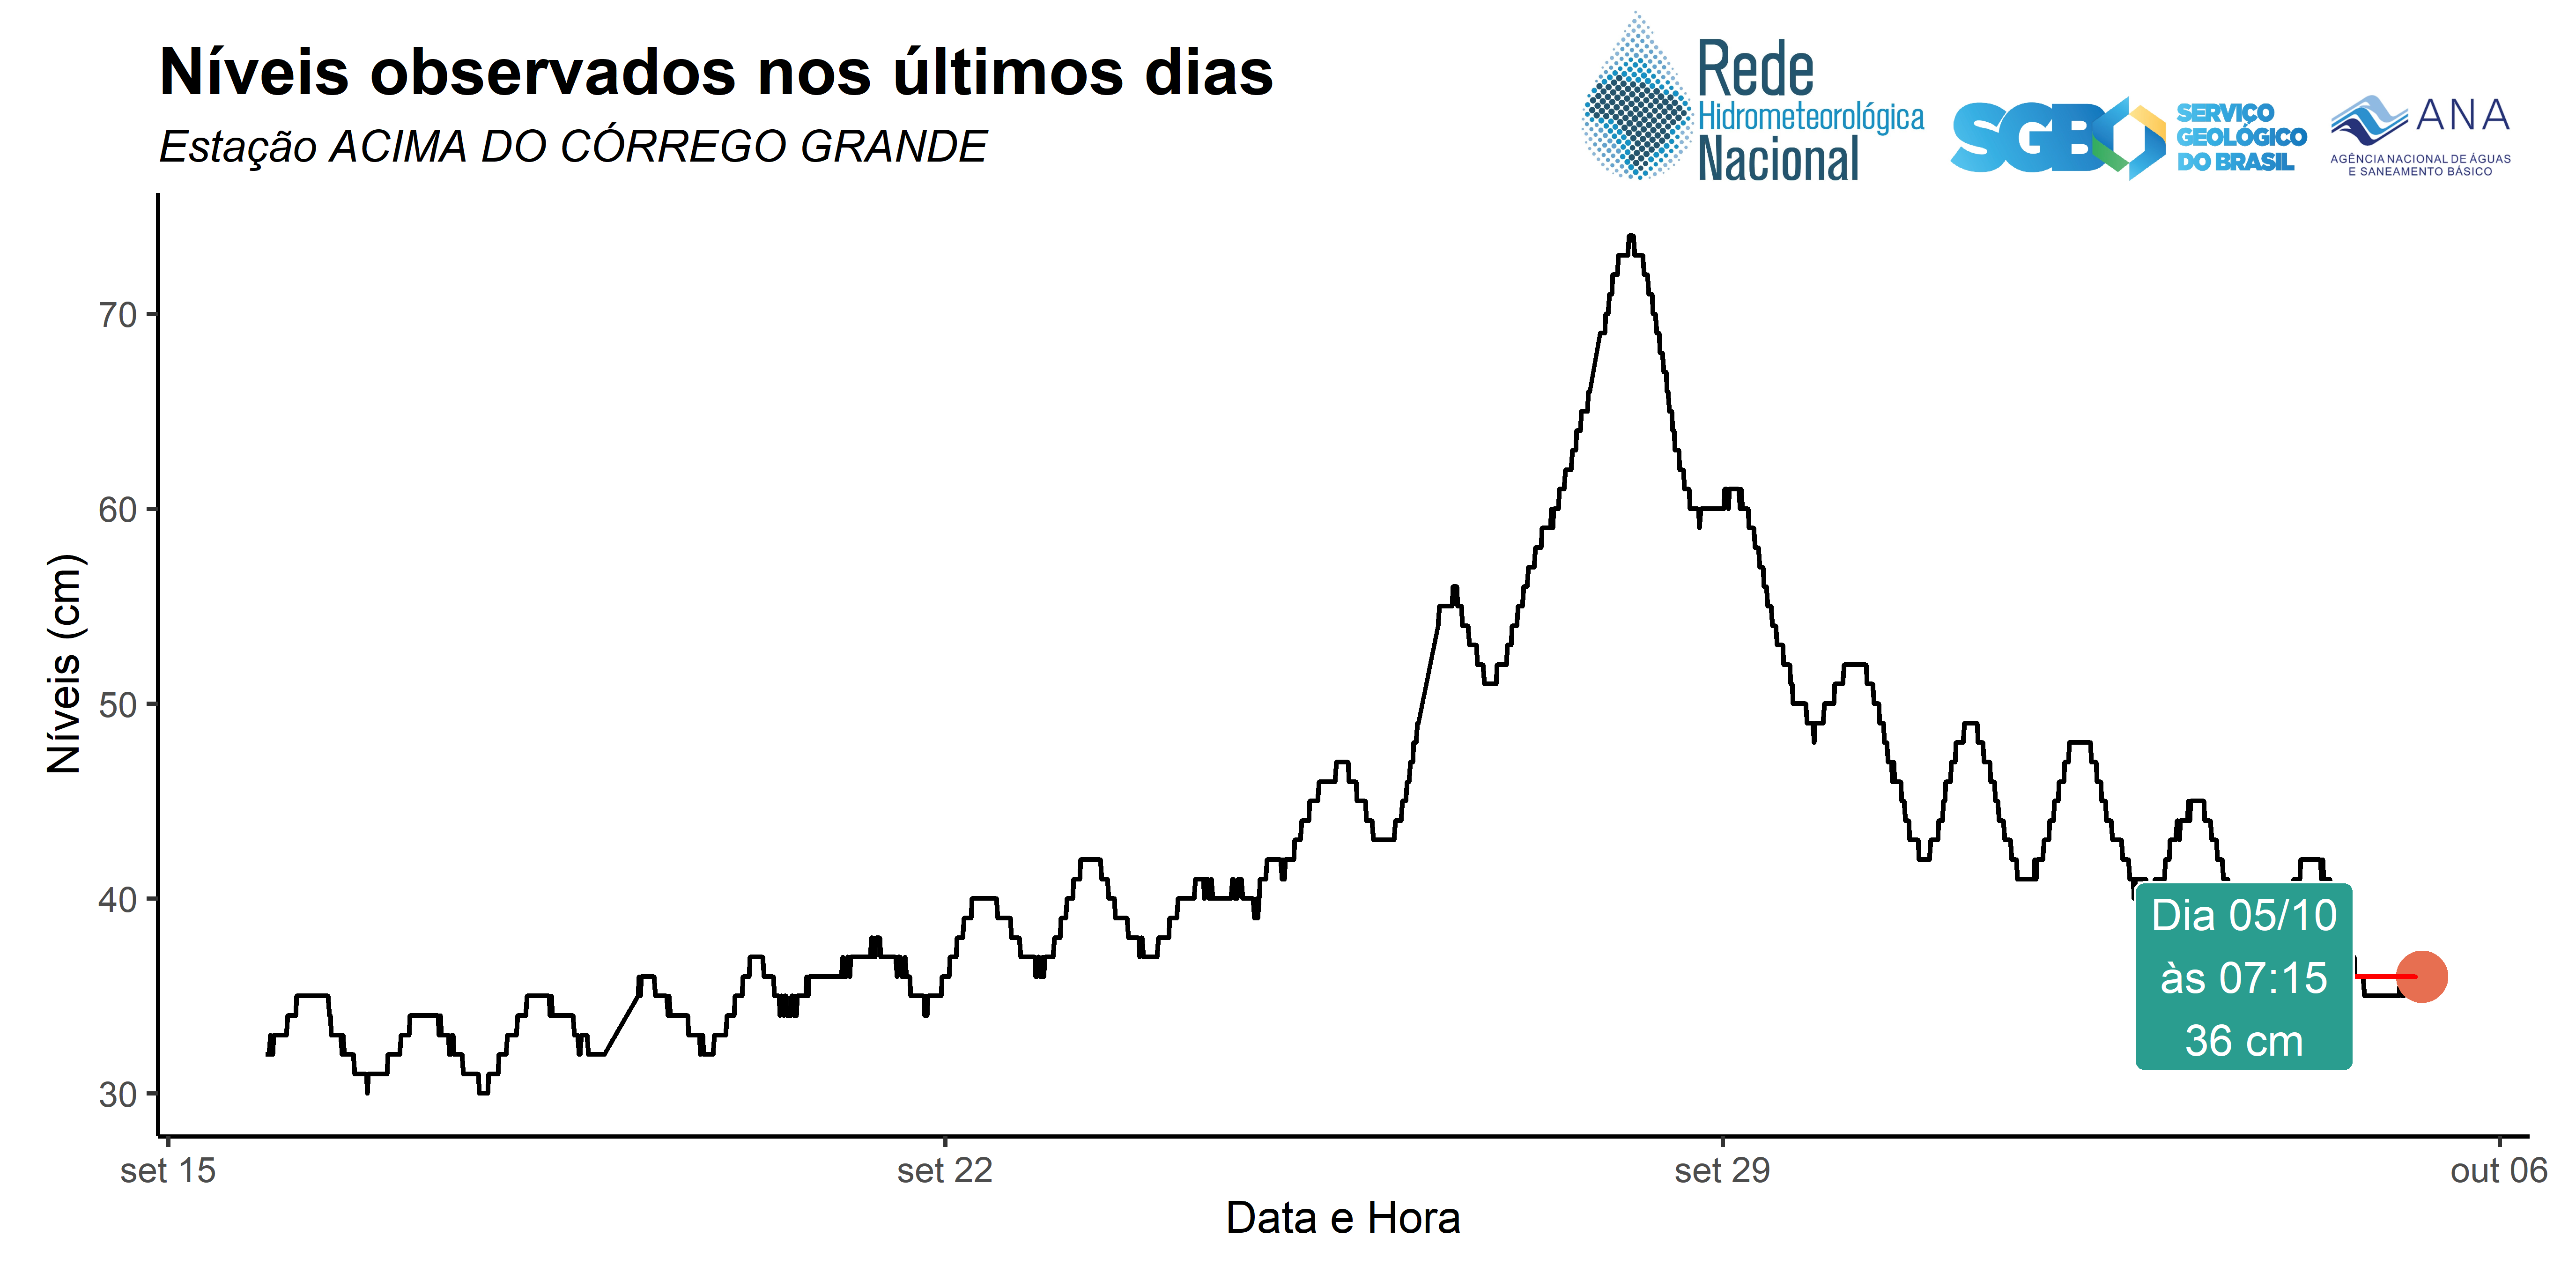 Níveis observados nos últimos dias
Estação ACIMA DO CÓRREGO GRANDE
Rede
Hidrometeorológica
Nacional
SGB
SERVIÇO
GEOLÓGICO
DO BRASIL
ANA
AGÊNCIA NACIONAL DE ÁGUAS
E SANEAMENTO BÁSICO
Níveis (cm)
70
60
50
40
30
Dia 05/10
às 07:15
36 cm
set 15
set 22
set 29
out 06
Data e Hora